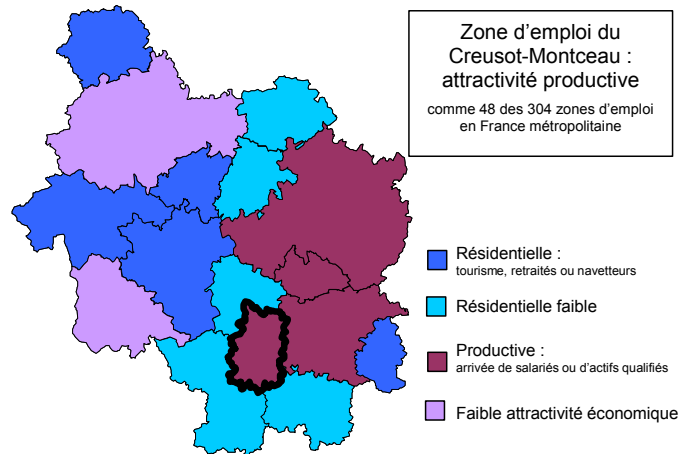 Zone d'emploi du
Creusot-Montceau :
attractivité productive
comme 48 des 304 zones d'emploi
en France métropolitaine
Résidentielle :
tourisme, retraités ou navetteurs
Résidentielle faible
Productive :
arrivée de salariés ou d'actifs qualifiés
Faible attractivité économique